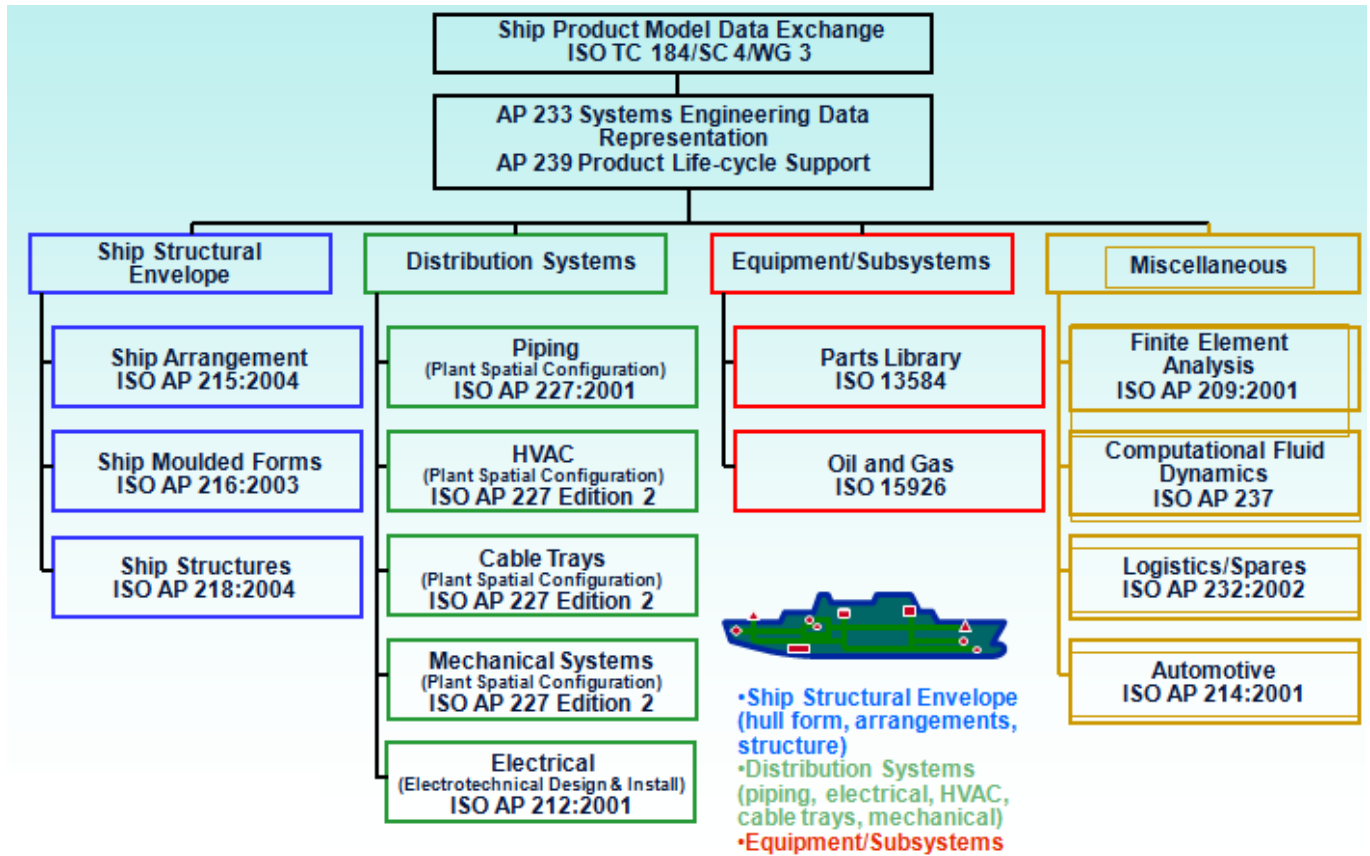 Ship Product Model Data Exchange
ISO TC 184/SC 4/WG 3
AP 233 Systems Engineering Data
Representation
AP 239 Product Life-cycle Support
Ship Structural
Envelope
Ship Arrangement
ISO AP 215:2004
Ship Moulded Forms
ISO AP 216:2003
Ship Structures
ISO AP 218:2004
Distribution Systems
Piping
(Plant Spatial Configuration)
ISO AP 227:2001
HVAC
(Plant Spatial Configuration)
ISO AP 227 Edition 2
Cable Trays
(Plant Spatial Configuration)
ISO AP 227 Edition 2
Mechanical Systems
(Plant Spatial Configuration)
ISO AP 227 Edition 2
Electrical
(Electrotechnical Design & Install)
ISO AP 212:2001
Equipment/Subsystems
Parts Library
ISO 13584
Oil and Gas
ISO 15926
Miscellaneous
Finite Element
Analysis
ISO AP 209:2001
Computational Fluid
Dynamics
ISO AP 237
Logistics/Spares
ISO AP 232:2002
Automotive
ISO AP 214:2001
•Ship Structural Envelope
(hull form, arrangements,
structure)
•Distribution Systems
(piping, electrical, HVAC,
cable trays, mechanical)
•Equipment/Subsystems